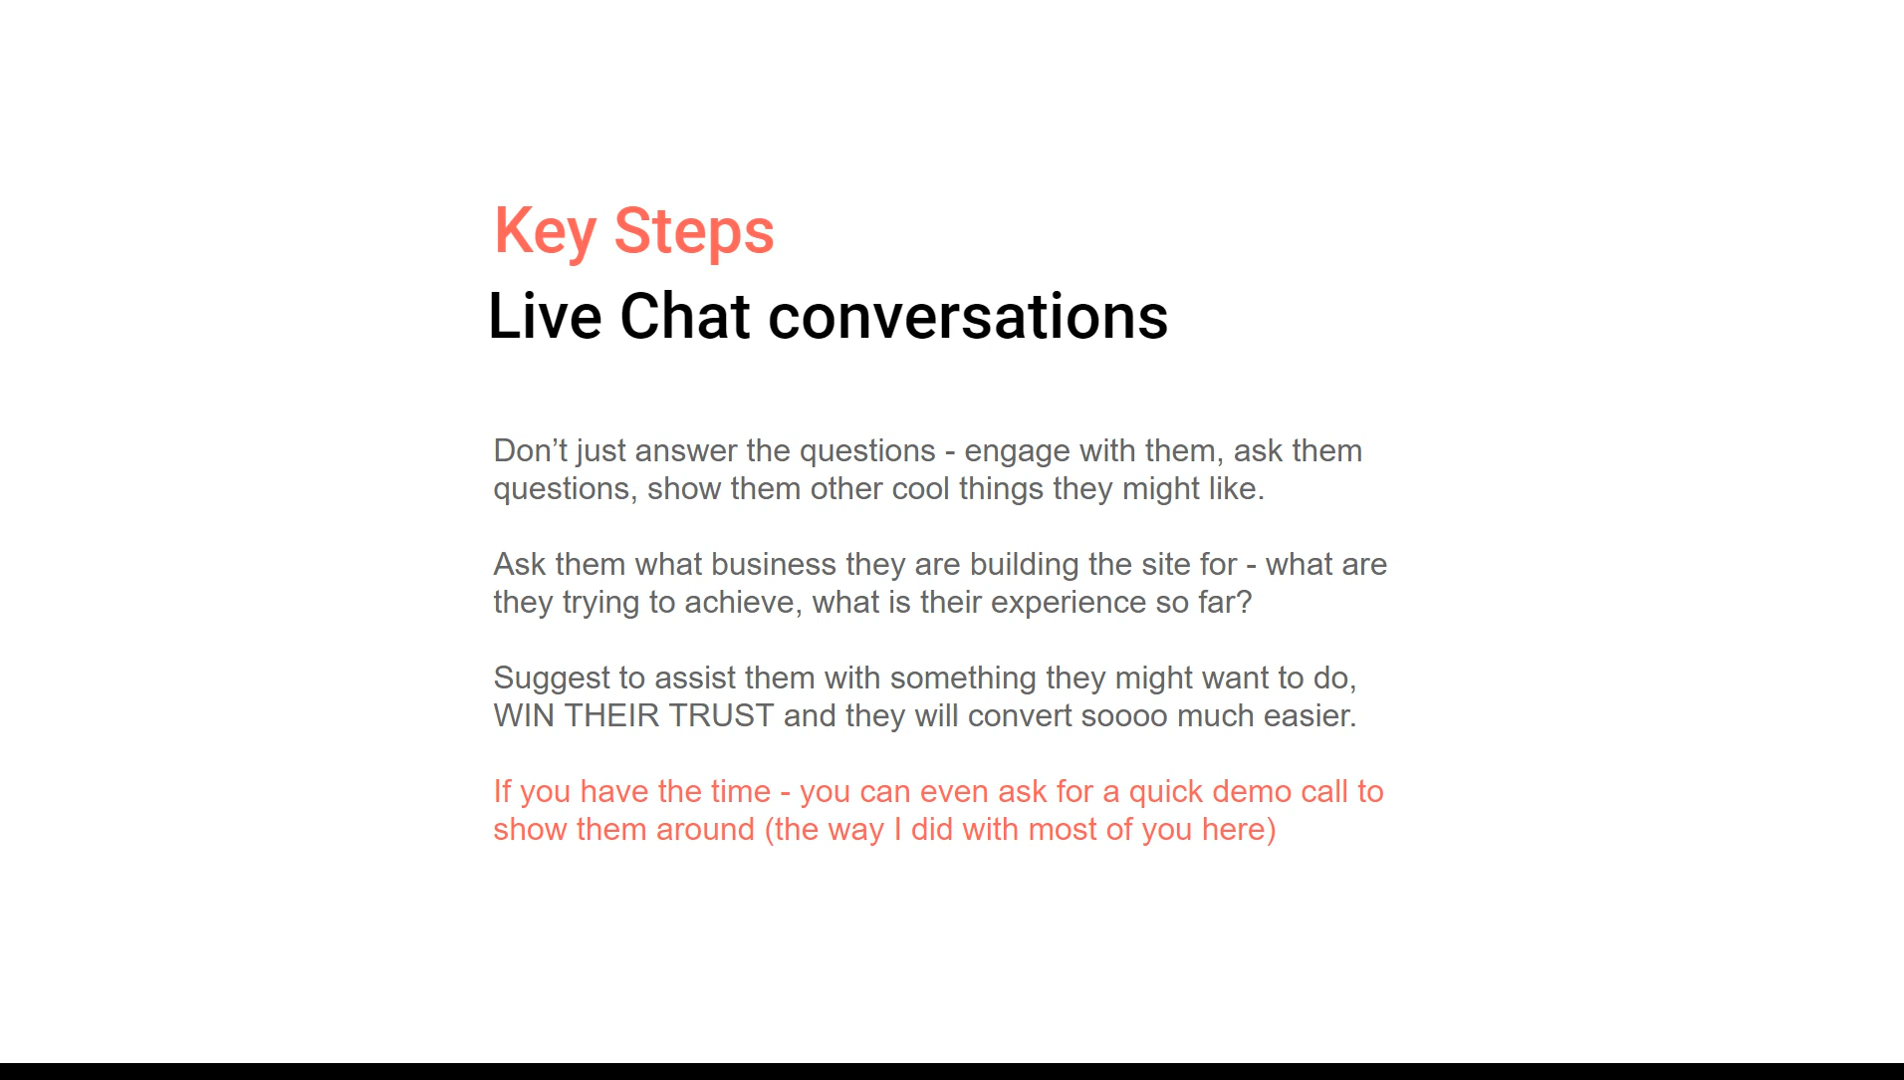 Key Steps
Live Chat conversations
Don’t just answer the questions - engage with them, ask them
questions, show them other cool things they might like.
Ask them what business they are building the site for - what are
they trying to achieve, what is their experience so far?
Suggest to assist them with something they might want to do,
WIN THEIR TRUST and they will convert soooo much easier.
If you have the time - you can even ask for a quick demo call to
show them around (the way I did with most of you here)